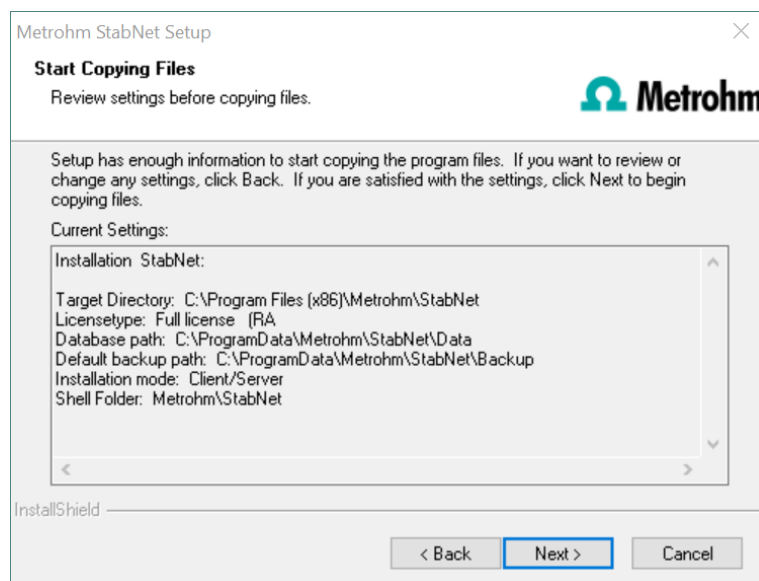 Metrohm StabNet Setup
Start Copying Files
Review settings before copying files.
Metrohm
Setup has enough information to start copying the program files.  If you want to review or
change any settings, click Back.  If you are satisfied with the settings, click Next to begin
copying files.
Current Settings:
Installation  StabNet:
Target Directory:  C:\Program Files (x86)\Metrohm\StabNet
Licensetype:  Full license   (RA
Database path:  C:\ProgramData\Metrohm\StabNet\Data
Default backup path:  C:\ProgramData\Metrohm\StabNet\Backup
Installation mode:  Client/Server
Shell Folder:  Metrohm\StabNet
InstallShield
< Back
Next >
Cancel